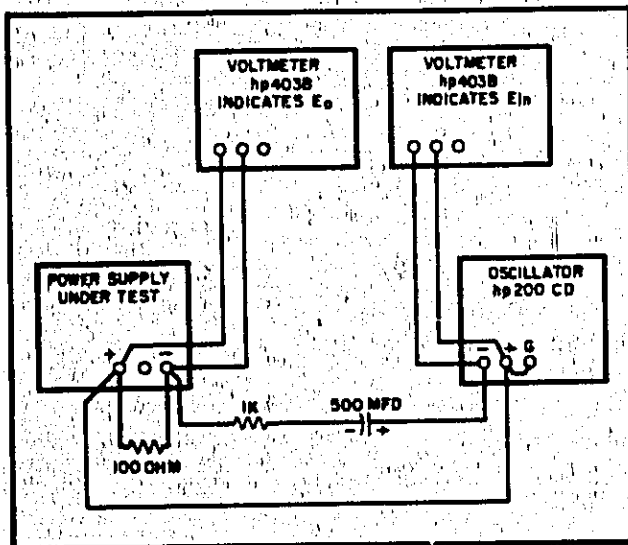 VOLTMETER
hp403B
INDICATES Eo
VOLTMETER
hp403B
INDICATES Ein
POWER SUPPLY
UNDER TEST
+ -
OSCILLATOR
hp200 CD
- + G
1K
500 MFD
- +
100 OHM